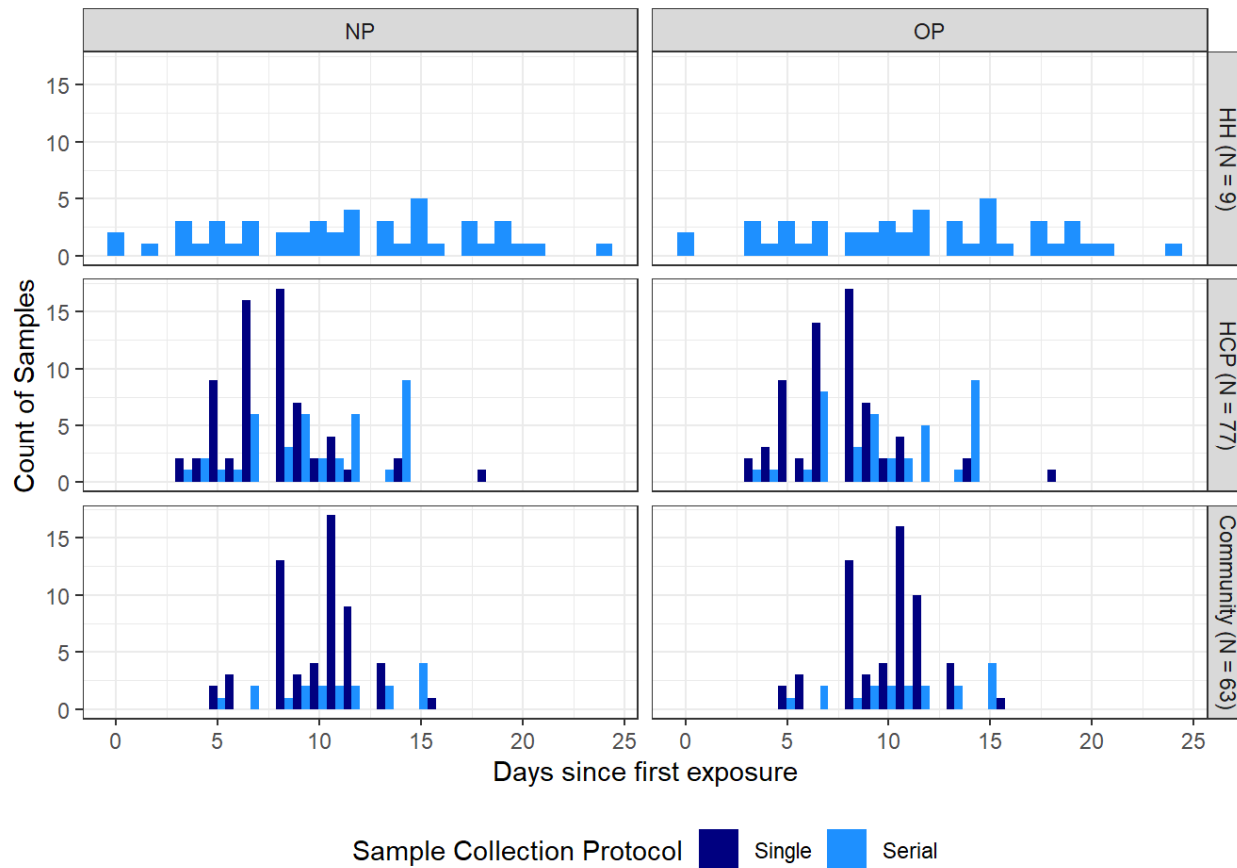 NP
OP
15
10
5
0
HH (N = 9)
15
10
5
0
HCP (N = 77)
15
10
5
0
Community (N = 63)
Count of Samples
0 5 10 15 20 25
0 5 10 15 20 25
Days since first exposure
Sample Collection Protocol Single Serial